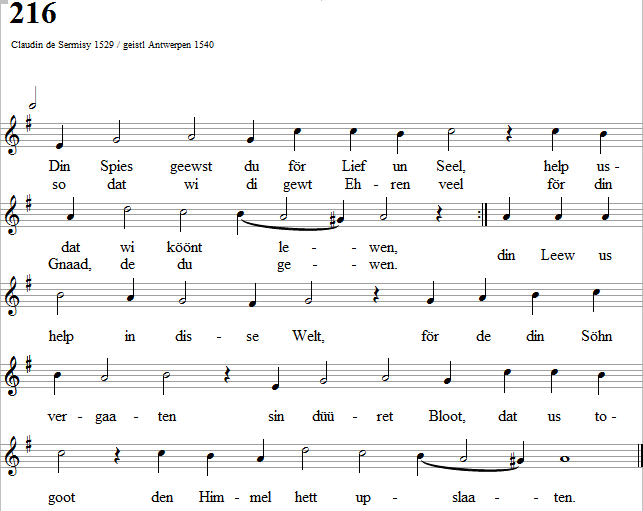 216
Claudin de Sermisy 1529 / geistl Antwerpen 1540
Din Spies geewst du för Lief un Seel, help us-
so dat wi di gewt Eh - ren veel för din
dat wi köönt le - - wen, din Leew us
Gnaad, de du ge - - wen.
help in dis - se Welt, för de din Söhn
ver - gaa - ten sin düü - ret Bloot, dat us to -
goot den Him - mel hett up - slaa - - ten.